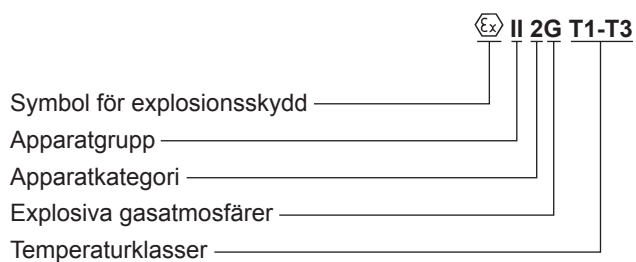 Ex II 2G T1-T3
Symbol för explosionsskydd
Apparatgrupp
Apparatkategori
Explosiva gasatmosfärer
Temperaturklasser